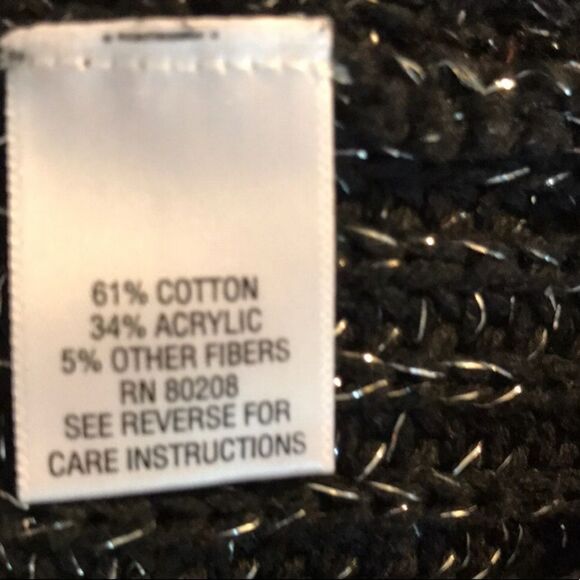 61% COTTON
34% ACRYLIC
5% OTHER FIBERS
RN 80208
SEE REVERSE FOR
CARE INSTRUCTIONS